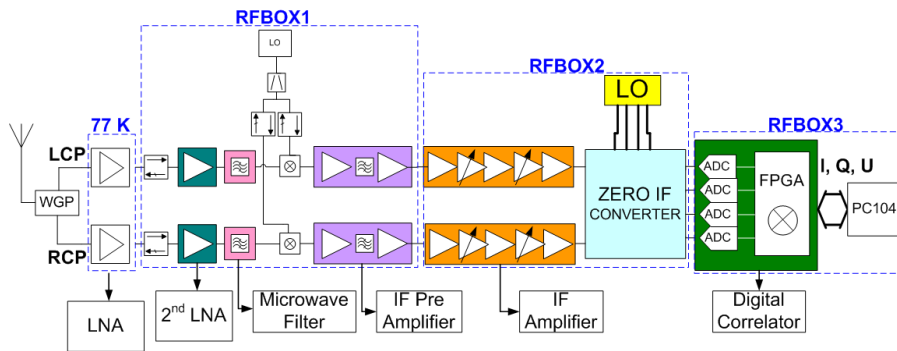 RFBOX1
LO
RFBOX2
LO
77 K
RFBOX3
LCP
ADC
FPGA
I, Q, U
ADC
WGP
ZERO IF
CONVERTER
PC104
ADC
ADC
RCP
LNA
2nd LNA
Microwave
Filter
IF Pre
Amplifier
IF
Amplifier
Digital
Correlator